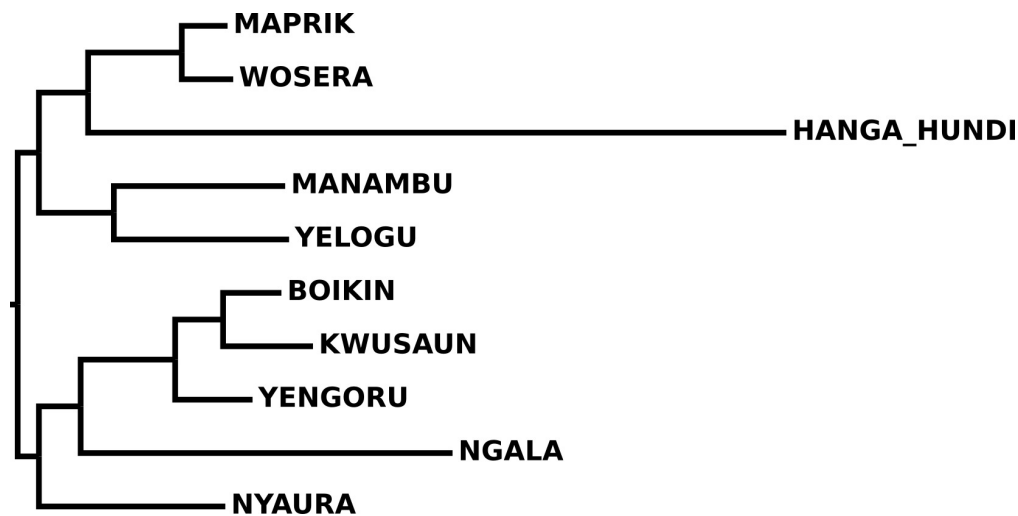 MAPRIK
WOSERA
HANGA_HUNDI
MANAMBU
YELOGU
BOIKIN
KWUSAUN
YENGORU
NGALA
NYAURA